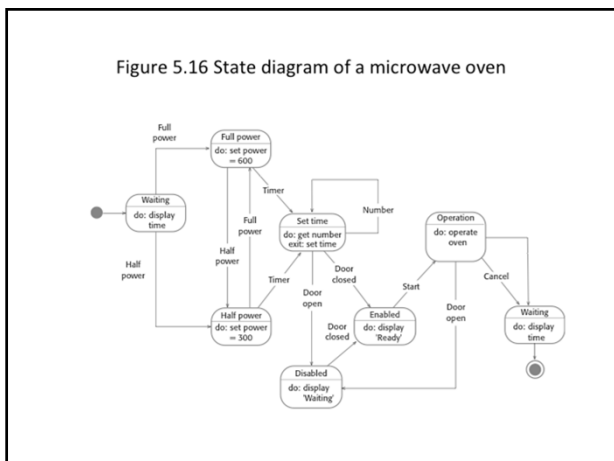 Figure 5.16 State diagram of a microwave oven
Full
power
Full power
do: set power
= 600
Timer
Waiting
do: display
time
Half
power
Full
power
Half
power
Set time
do: get number
exit: set time
Number
Operation
do: operate
oven
Timer
Door
open
Door
closed
Start
Cancel
Door
open
Half power
do: set power
= 300
Enabled
do: display
'Ready'
Door
closed
Waiting
do: display
time
Disabled
do: display
'Waiting'